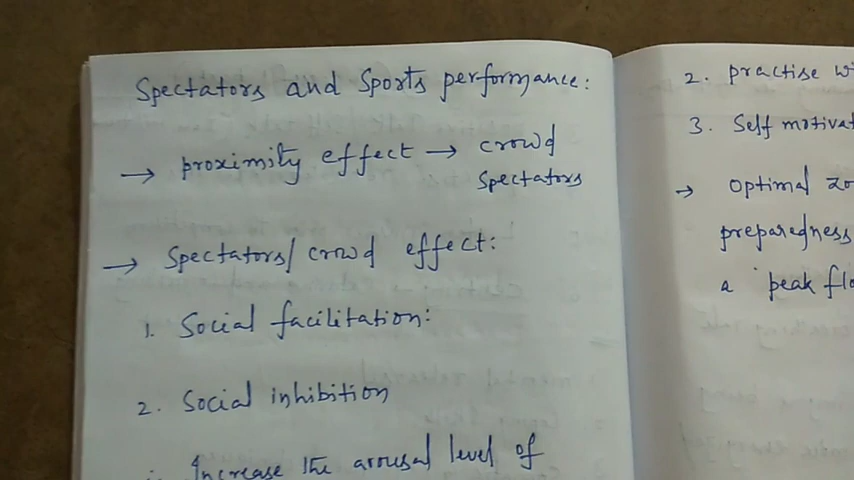 Spectators and Sports performance:
→ proximity effect → crowd
spectators
→ Spectators/crowd effect:
1. Social facilitation:
2. Social inhibition
Increase the arousal level of
2. practise
3. Self
→ optimal
preparedness
a peak